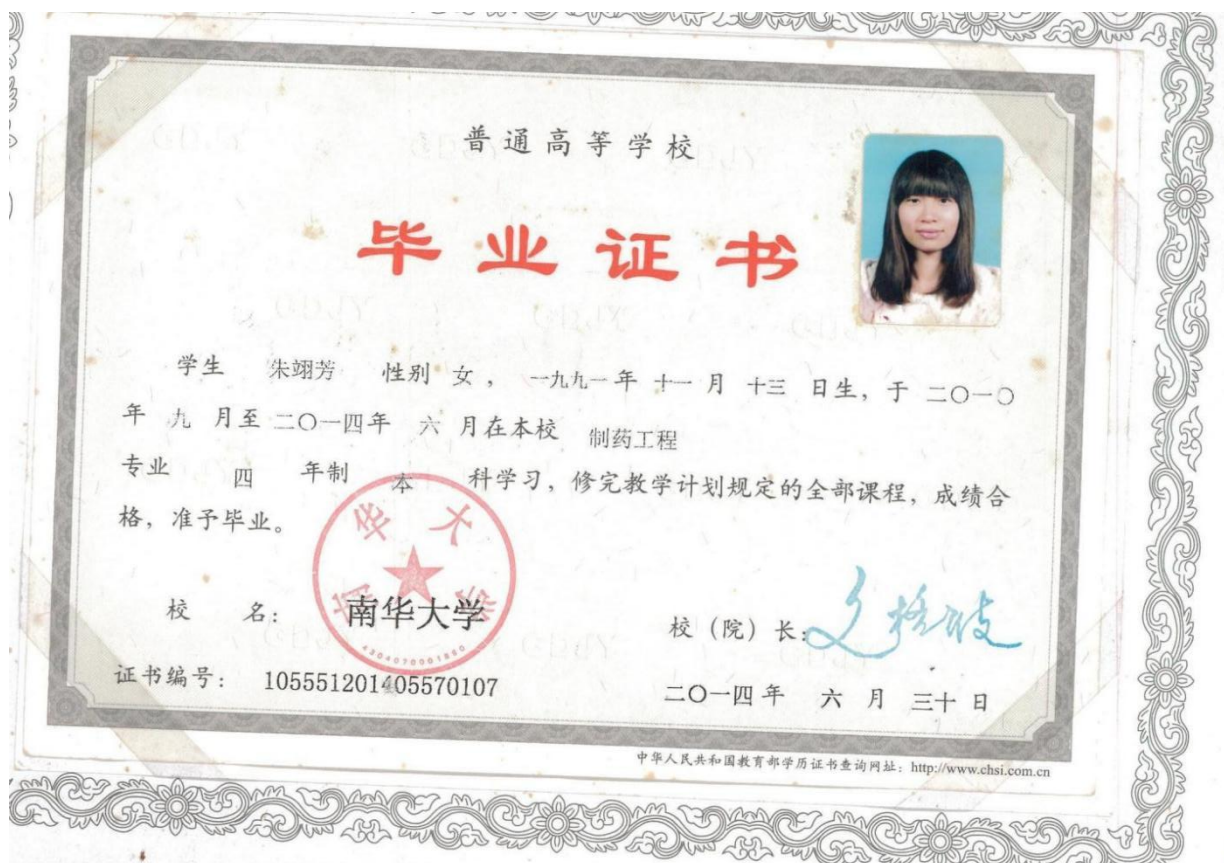 普通高等学校
毕业证书
学生 朱翊芳 性别 女，一九九一年 十一 月 十三 日生，于 二〇一〇
年 九 月至 二〇一四年 六 月在本校 制药工程
专业 四 年制 本 科学习，修完教学计划规定的全部课程，成绩合
格，准予毕业。
南华大学
4304070001880
校 名： 南华大学
校（院）长：
证书编号： 105551201405570107
二〇一四 年 六 月 三十 日
中华人民共和国教育部学历证书查询网址：http://www.chsi.com.cn